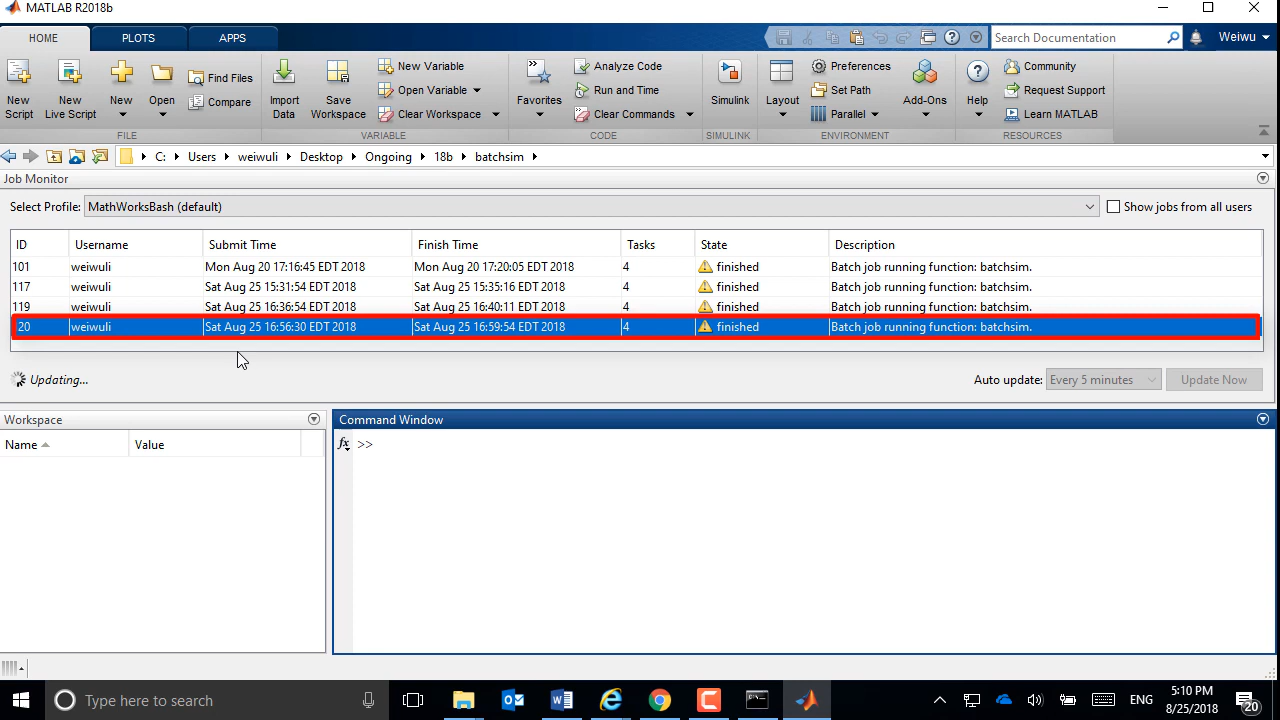 MATLAB R2018b
HOME PLOTS APPS Search Documentation Weiwu
New Script
New Live Script
New
Open
Find Files
Compare
Import Data
Save Workspace
New Variable
Open Variable
Clear Workspace
Favorites
Analyze Code
Run and Time
Clear Commands
Simulink
Layout
Preferences
Set Path
Parallel
Add-Ons
Help
Community
Request Support
Learn MATLAB
FILE VARIABLE CODE SIMULINK ENVIRONMENT RESOURCES
C: Users weiwuli Desktop Ongoing 18b batchsim
Job Monitor
Select Profile: MathWorksBash (default) Show jobs from all users
ID Username Submit Time Finish Time Tasks State Description
101 weiwuli Mon Aug 20 17:16:45 EDT 2018 Mon Aug 20 17:20:05 EDT 2018 4 finished Batch job running function: batchsim.
117 weiwuli Sat Aug 25 15:31:54 EDT 2018 Sat Aug 25 15:35:16 EDT 2018 4 finished Batch job running function: batchsim.
119 weiwuli Sat Aug 25 16:36:54 EDT 2018 Sat Aug 25 16:40:11 EDT 2018 4 finished Batch job running function: batchsim.
20 weiwuli Sat Aug 25 16:56:30 EDT 2018 Sat Aug 25 16:59:54 EDT 2018 4 finished Batch job running function: batchsim.
Updating... Auto update: Every 5 minutes Update Now
Workspace
Name Value
Command Window
fx >>
Type here to search
ENG
5:10 PM
8/25/2018
20